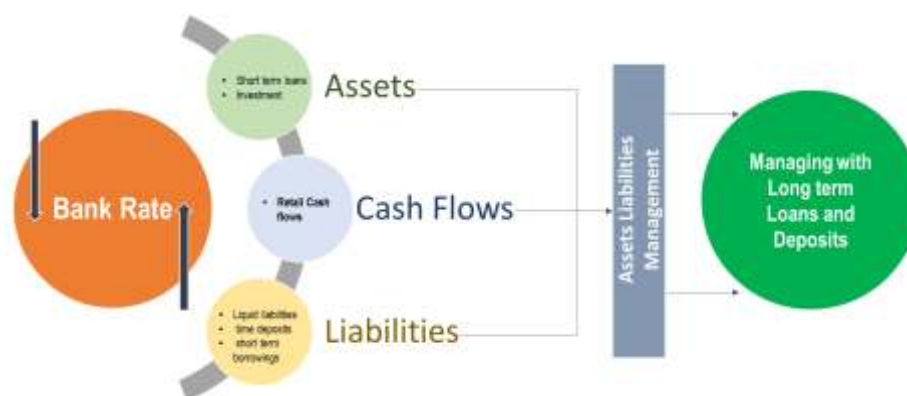 Bank Rate
• Short term loans
• Investment
Assets
• Retail Cash
flows
Cash Flows
• Liquid liabilities
• time deposits
• short term
borrowings
Liabilities
Assets Liabilities
Management
Managing with
Long term
Loans and
Deposits